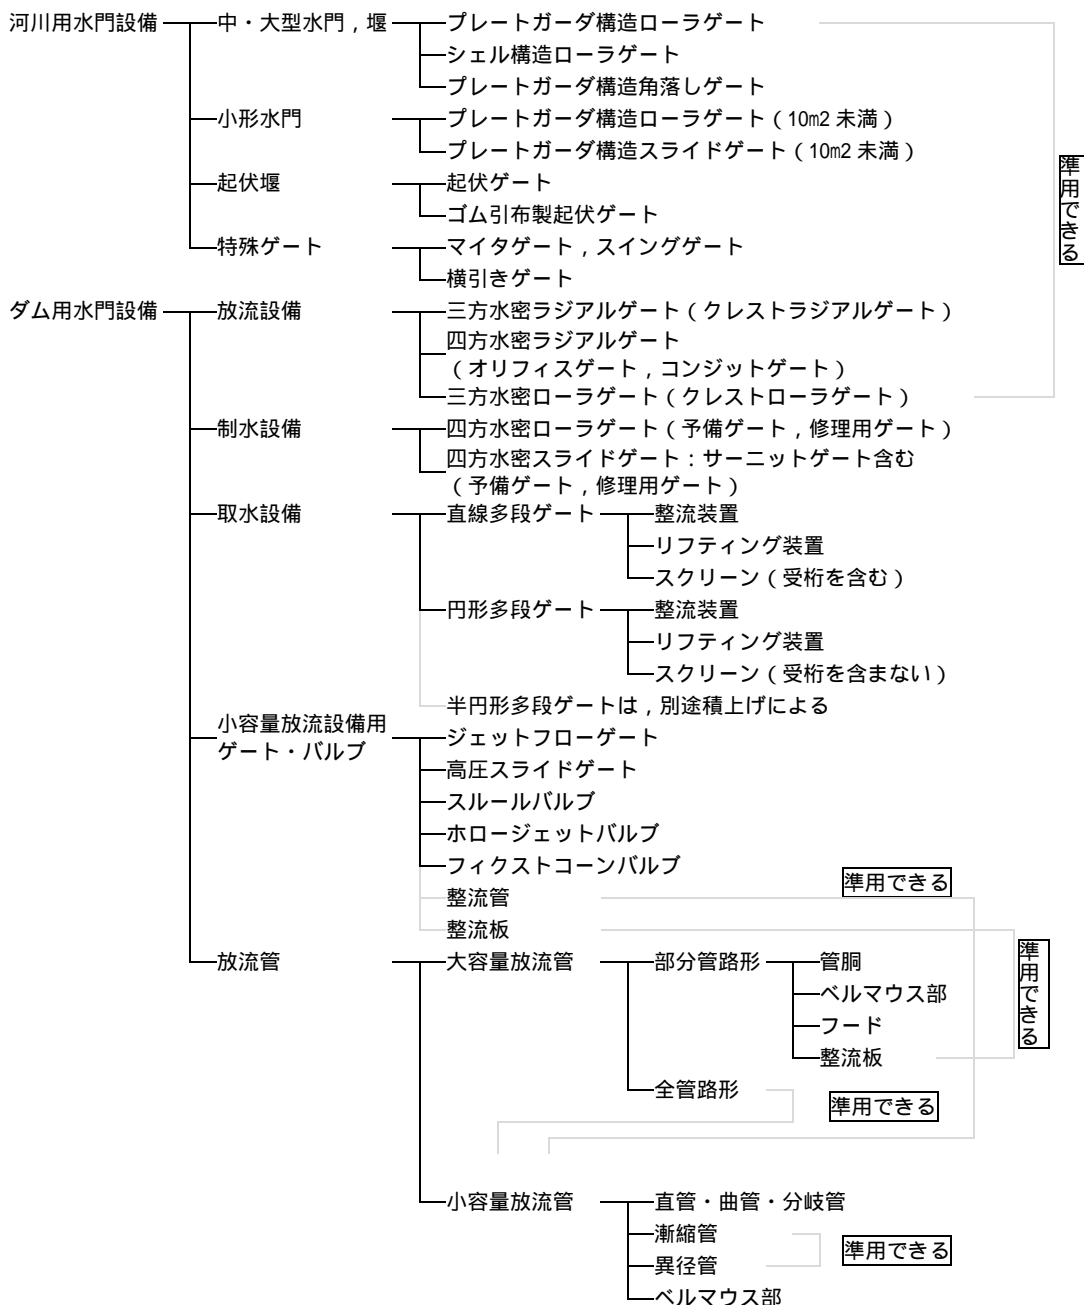 河川用水門設備
中・大型水門，堰
プレートガーダ構造ローラゲート
シェル構造ローラゲート
プレートガーダ構造角落しゲート
小形水門
プレートガーダ構造ローラゲート（10m2 未満）
プレートガーダ構造スライドゲート（10m2 未満）
準用できる
起伏堰
起伏ゲート
ゴム引布製起伏ゲート
特殊ゲート
マイタゲート，スイングゲート
横引きゲート
ダム用水門設備
放流設備
三方水密ラジアルゲート（クレストラジアルゲート）
四方水密ラジアルゲート
（オリフィスゲート，コンジットゲート）
三方水密ローラゲート（クレストローラゲート）
制水設備
四方水密ローラゲート（予備ゲート，修理用ゲート）
四方水密スライドゲート：サーニットゲート含む
（予備ゲート，修理用ゲート）
取水設備
直線多段ゲート
整流装置
リフティング装置
スクリーン（受桁を含む）
円形多段ゲート
整流装置
リフティング装置
スクリーン（受桁を含まない）
半円形多段ゲートは，別途積上げによる
小容量放流設備用
ゲート・バルブ
ジェットフローゲート
高圧スライドゲート
スルールバルブ
ホロージェットバルブ
フィクストコーンバルブ
準用できる
整流管
整流板
準用できる
放流管
大容量放流管
部分管路形
管胴
ベルマウス部
フード
整流板
全管路形
準用できる
小容量放流管
直管・曲管・分岐管
漸縮管
準用できる
異径管
ベルマウス部